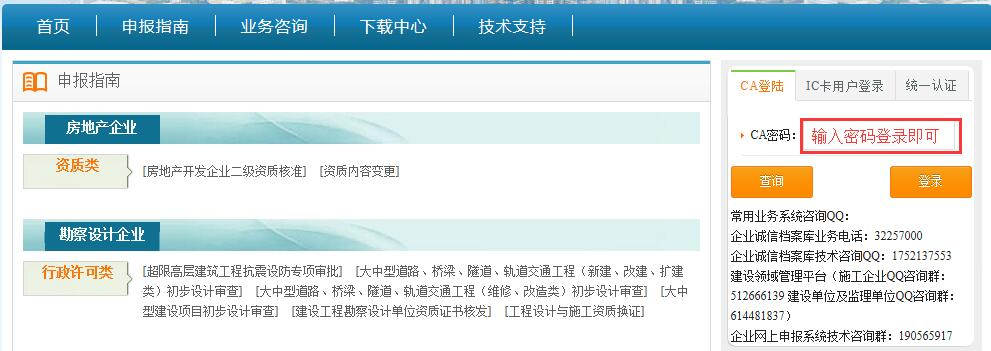 首页 申报指南 业务咨询 下载中心 技术支持
申报指南
房地产企业
资质类 [房地产开发企业二级资质核准] [资质内容变更]
勘察设计企业
行政许可类 [超限高层建筑工程抗震设防专项审批] [大中型道路、桥梁、隧道、轨道交通工程（新建、改建、扩建
类）初步设计审查] [大中型道路、桥梁、隧道、轨道交通工程（维修、改造类）初步设计审查] [大中
型建设项目初步设计审查] [建设工程勘察设计单位资质证书核发] [工程设计与施工资质换证]
CA登陆 IC卡用户登录 统一认证
CA密码： 输入密码登录即可
查询 登录
常用业务系统咨询QQ：
企业诚信档案库业务电话：32257000
企业诚信档案库技术咨询QQ：1752137553
建设领域管理平台（施工企业QQ咨询群：
512666139 建设单位及监理单位QQ咨询群：
614481837）
企业网上申报系统技术咨询群：190565917